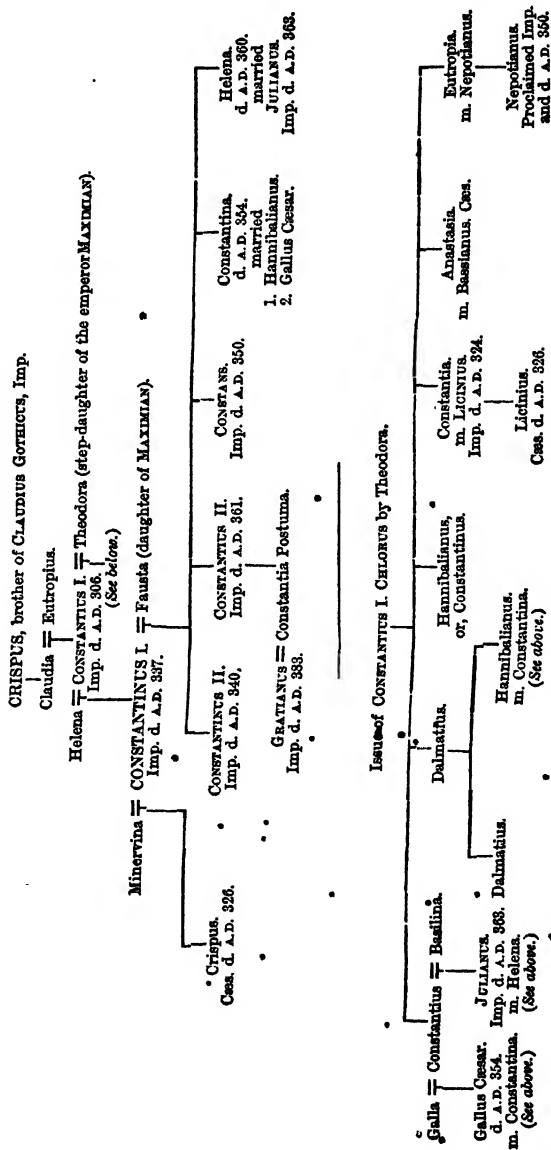 CRISPUS, brother of CLAUDIUS GOTHICUS, Imp.
Claudia = Eutropius.
Helena = CONSTANTIUS I. = Theodora (step-daughter of the emperor MAXIMIAN).
Imp. d. A.D. 306.
(See below.)
Minervina = CONSTANTINUS I. = Fausta (daughter of MAXIMIAN).
Imp. d. A.D. 337.
Crispus.
Cæs. d. A.D. 326.
CONSTANTINUS II.
Imp. d. A.D. 340.
CONSTANTIUS II.
Imp. d. A.D. 361.
CONSTANS.
Imp. d. A.D. 350.
Constantina.
d. A.D. 354.
married
1. Hannibalianus.
2. Gallus Cæsar.
Helena.
d. A.D. 360.
married
JULIANUS.
Imp. d. A.D. 363.
GRATIANUS = Constantia Postuma.
Imp. d. A.D. 383.
Issue of CONSTANTIUS I. CHLORUS by Theodora.
Galla = Constantius = Basilina.
Dalmatius.
Hannibalianus,
or, Constantinus.
Constantia.
m. LICINIUS.
Imp. d. A.D. 324.
Anastasia.
m. Bassianus. Cæs.
Eutropia.
m. Nepotianus.
Gallus Cæsar.
d. A.D. 354.
m. Constantina.
(See above.)
JULIANUS.
Imp. d. A.D. 363.
m. Helena.
(See above.)
Dalmatius.
Hannibalianus.
m. Constantina.
(See above.)
Licinius.
Cæs. d. A.D. 326.
Nepotianus.
Proclaimed Imp.
and d. A.D. 350.